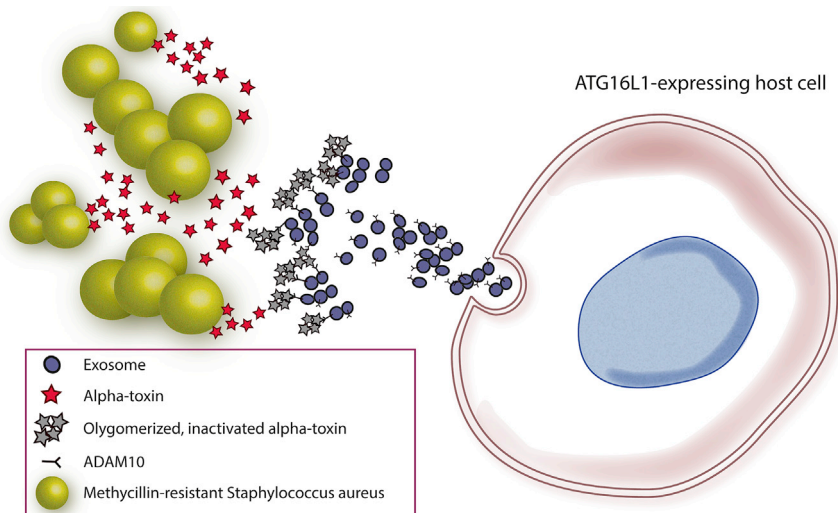 ATG16L1-expressing host cell
Exosome
Alpha-toxin
Olygomerized, inactivated alpha-toxin
ADAM10
Methycillin-resistant Staphylococcus aureus